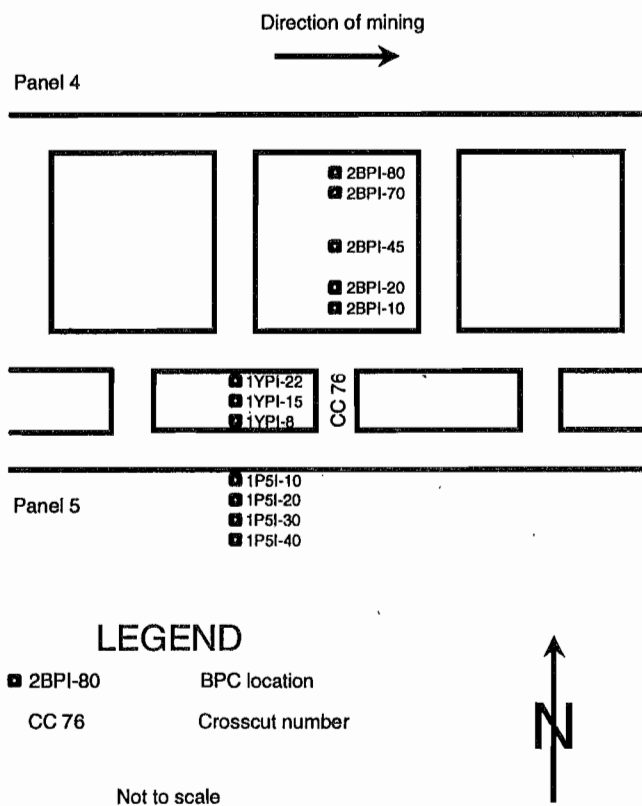 Direction of mining
Panel 4
2BPI-80
2BPI-70
2BPI-45
2BPI-20
2BPI-10
1YPI-22
1YPI-15
1YPI-8
CC 76
1P5I-10
1P5I-20
1P5I-30
1P5I-40
Panel 5
LEGEND
2BPI-80 BPC location
CC 76 Crosscut number
N
Not to scale